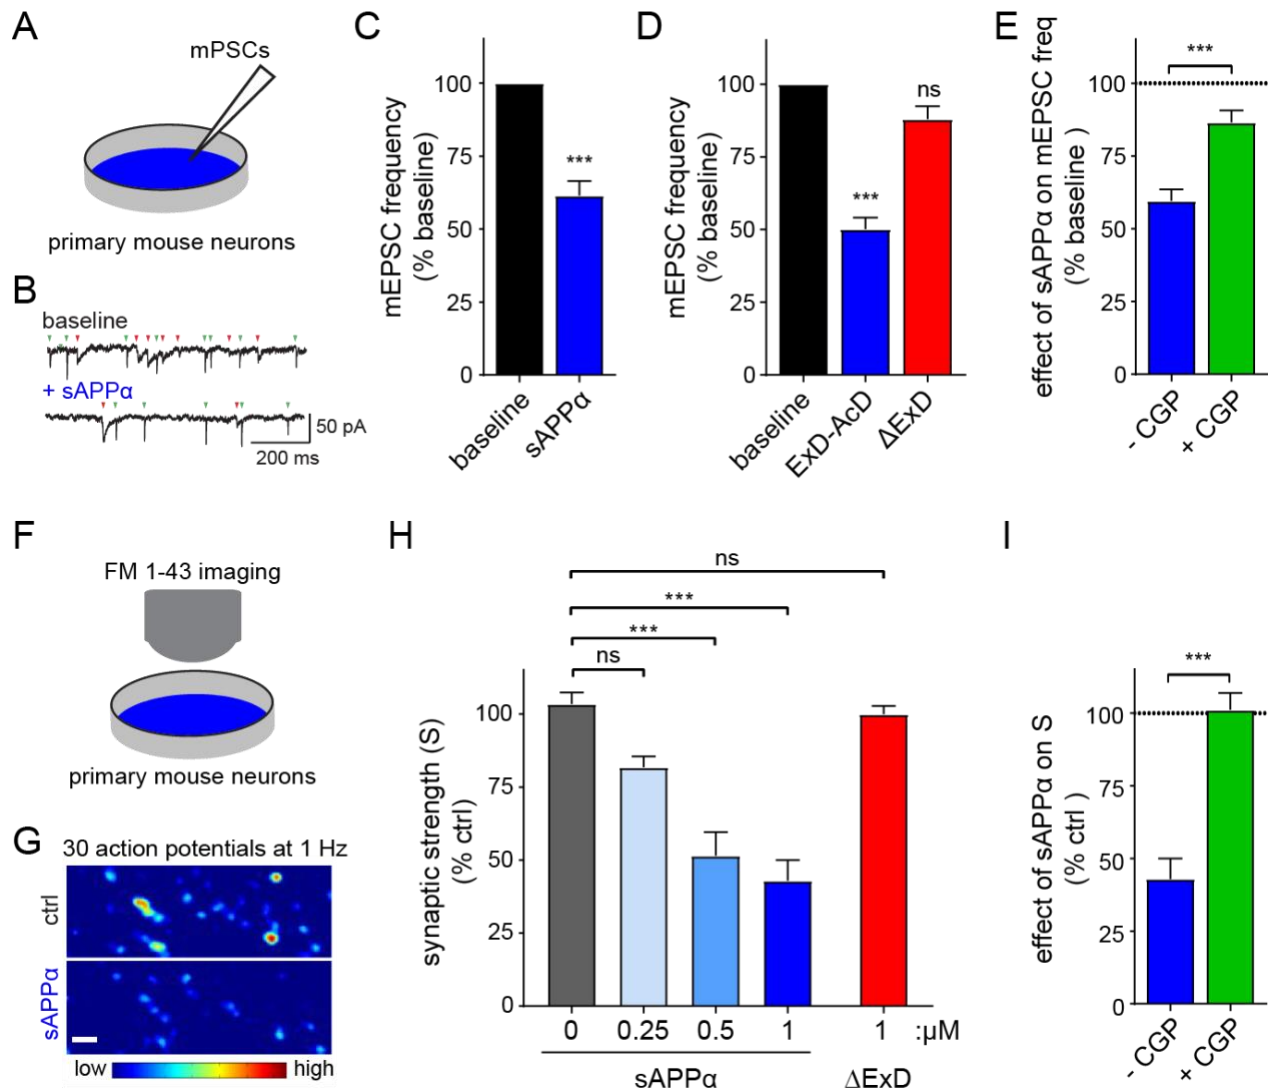 A
mPSCs
primary mouse neurons
B
baseline
+ sAPPα
50 pA
200 ms
C
mEPSC frequency
(% baseline)
100
75
50
25
0
***
baseline
sAPPα
D
mEPSC frequency
(% baseline)
100
75
50
25
0
***
ns
baseline
ExD-AcD
ΔExD
E
effect of sAPPα on mEPSC freq
(% baseline )
100
75
50
25
0
***
- CGP
+ CGP
F
FM 1-43 imaging
primary mouse neurons
G
30 action potentials at 1 Hz
ctrl
sAPPα
low
high
H
synaptic strength (S)
(% ctrl)
100
75
50
25
0
ns
***
***
ns
0 0.25 0.5 1 1 :μM
sAPPα ΔExD
I
effect of sAPPα on S
(% ctrl )
100
75
50
25
0
***
- CGP
+ CGP